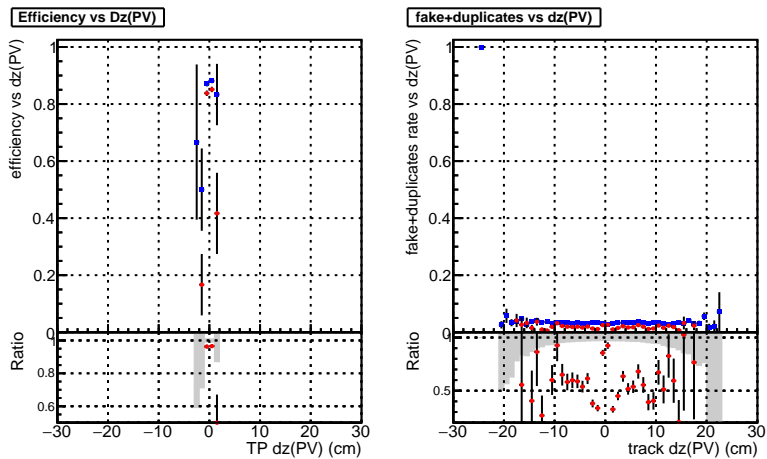 Efficiency vs Dz(PV)
efficiency vs dz(PV)
1
0.8
0.6
0.4
0.2
0
Ratio
1
0.8
0.6
−30 −20 −10 0 10 20 30
TP dz(PV) (cm)
fake+duplicates vs dz(PV)
fake+duplicates rate vs dz(PV)
1
0.8
0.6
0.4
0.2
0
Ratio
1
0.5
−30 −20 −10 0 10 20 30
track dz(PV) (cm)